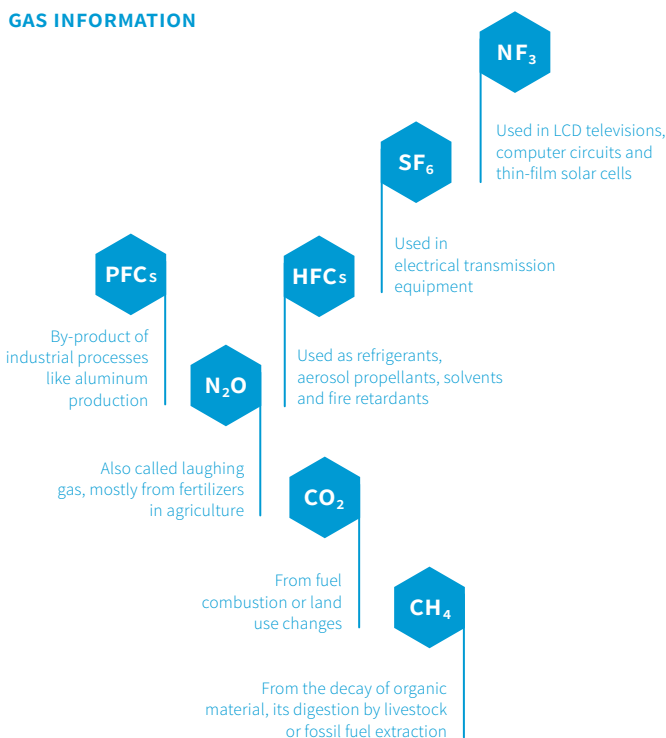 GAS INFORMATION
NF₃
Used in LCD televisions,
computer circuits and
thin-film solar cells
SF₆
Used in
electrical transmission
equipment
PFCs
By-product of
industrial processes
like aluminum
production
HFCs
Used as refrigerants,
aerosol propellants, solvents
and fire retardants
N₂O
Also called laughing
gas, mostly from fertilizers
in agriculture
CO₂
From fuel
combustion or land
use changes
CH₄
From the decay of organic
material, its digestion by livestock
or fossil fuel extraction